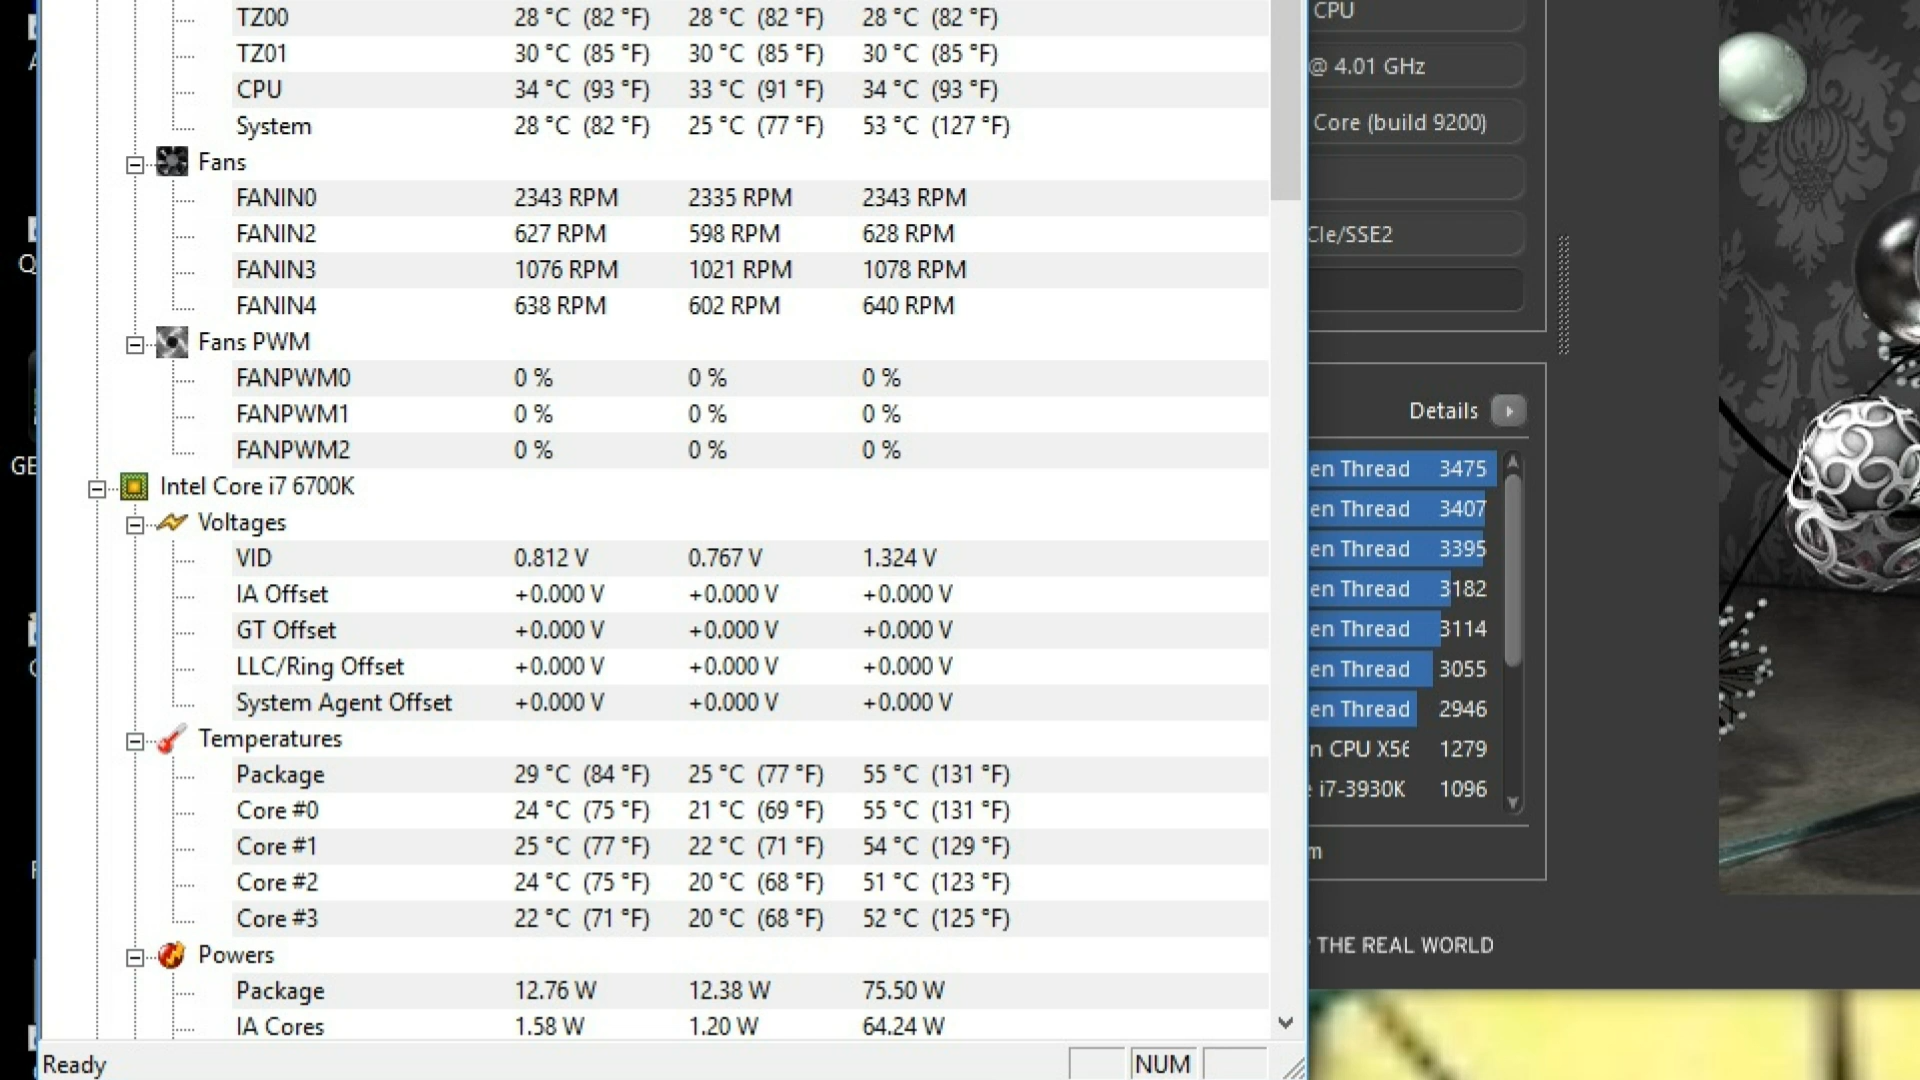 TZ00 28 °C (82 °F) 28 °C (82 °F) 28 °C (82 °F)
TZ01 30 °C (85 °F) 30 °C (85 °F) 30 °C (85 °F)
CPU 34 °C (93 °F) 33 °C (91 °F) 34 °C (93 °F)
System 28 °C (82 °F) 25 °C (77 °F) 53 °C (127 °F)
Fans
FANIN0 2343 RPM 2335 RPM 2343 RPM
FANIN2 627 RPM 598 RPM 628 RPM
FANIN3 1076 RPM 1021 RPM 1078 RPM
FANIN4 638 RPM 602 RPM 640 RPM
Fans PWM
FANPWM0 0 % 0 % 0 %
FANPWM1 0 % 0 % 0 %
FANPWM2 0 % 0 % 0 %
Intel Core i7 6700K
Voltages
VID 0.812 V 0.767 V 1.324 V
IA Offset +0.000 V +0.000 V +0.000 V
GT Offset +0.000 V +0.000 V +0.000 V
LLC/Ring Offset +0.000 V +0.000 V +0.000 V
System Agent Offset +0.000 V +0.000 V +0.000 V
Temperatures
Package 29 °C (84 °F) 25 °C (77 °F) 55 °C (131 °F)
Core #0 24 °C (75 °F) 21 °C (69 °F) 55 °C (131 °F)
Core #1 25 °C (77 °F) 22 °C (71 °F) 54 °C (129 °F)
Core #2 24 °C (75 °F) 20 °C (68 °F) 51 °C (123 °F)
Core #3 22 °C (71 °F) 20 °C (68 °F) 52 °C (125 °F)
Powers
Package 12.76 W 12.38 W 75.50 W
IA Cores 1.58 W 1.20 W 64.24 W
Ready NUM
CPU
@ 4.01 GHz
Core (build 9200)
CIe/SSE2
Details
en Thread 3475
en Thread 3407
en Thread 3395
en Thread 3182
en Thread 3114
en Thread 3055
en Thread 2946
n CPU X56 1279
i7-3930K 1096
m
THE REAL WORLD
Q
GE